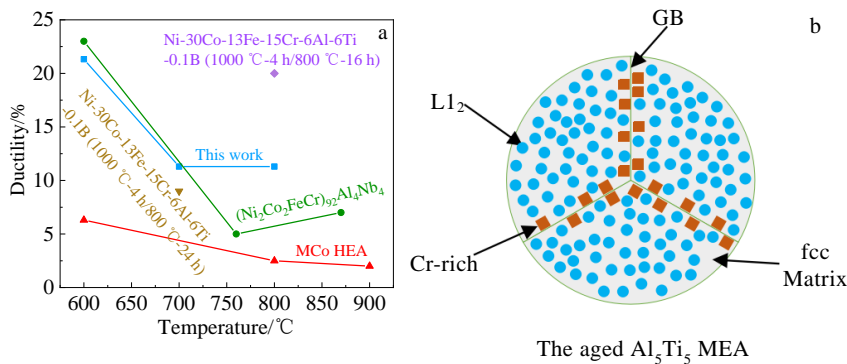 a
Ni-30Co-13Fe-15Cr-6Al-6Ti
-0.1B (1000 ℃-4 h/800 ℃-16 h)
Ni-30Co-13Fe-15Cr-6Al-6Ti
-0.1B (1000 ℃-4 h/800 ℃-24 h)
This work
(Ni₂Co₂FeCr)₉₂Al₄Nb₄
MCo HEA
Ductility/%
25
20
15
10
5
0
600 650 700 750 800 850 900
Temperature/℃
b
GB
L1₂
Cr-rich
fcc
Matrix
The aged Al₅Ti₅ MEA